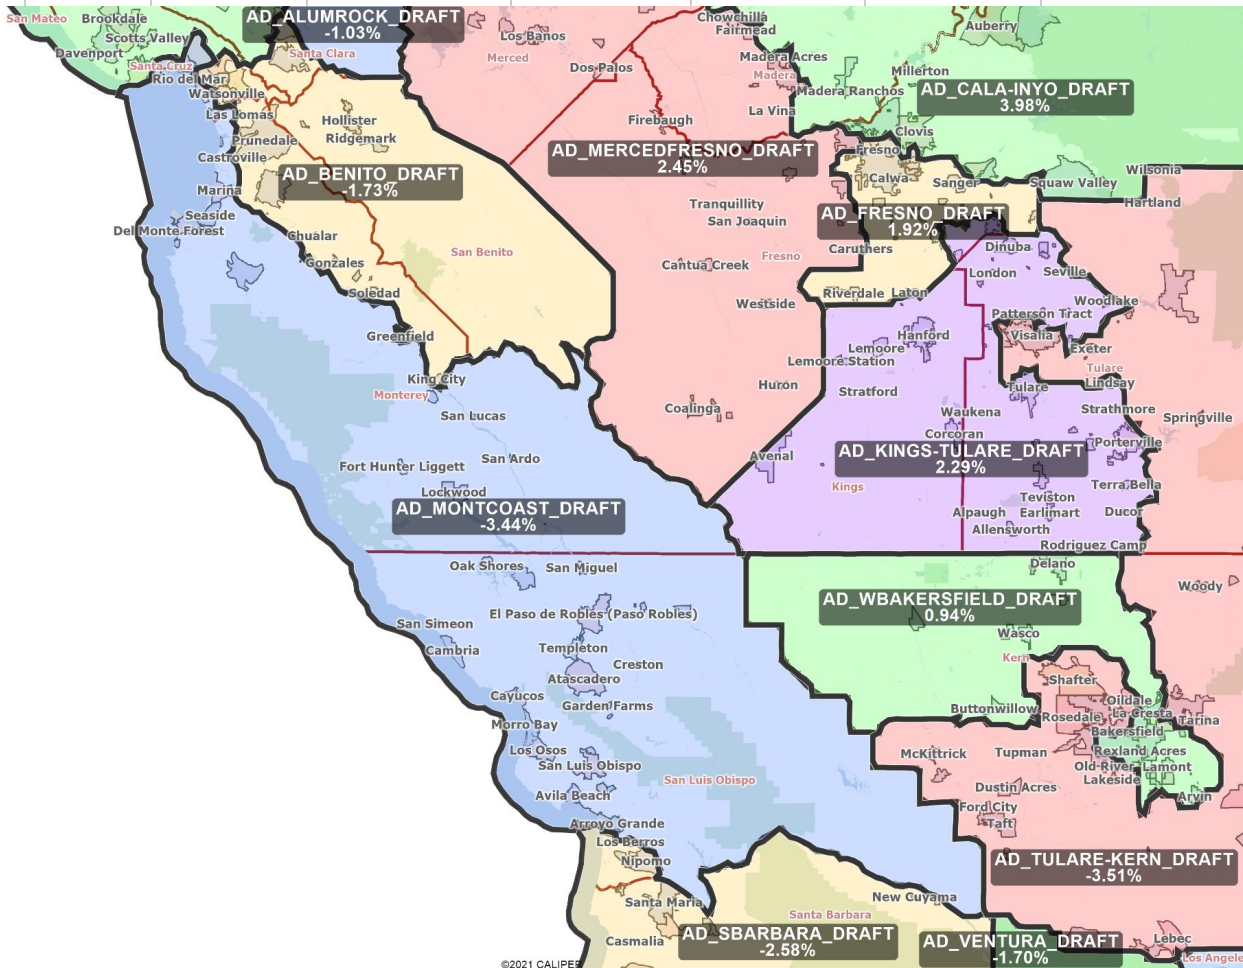 San Mateo
Brookdale
AD_ALUMROCK_DRAFT
-1.03%
Chowchilla
Fairmead
Auberry
Scotts Valley
Los Banos
Davenport
Santa Clara
Merced
Madera Acres
Santa Cruz
Dos Palos
Madera
Millerton
Rio del Mar
Madera Ranchos
AD_CALA-INYO_DRAFT
3.98%
Watsonville
Las Lomas
Hollister
La Vina
Firebaugh
Clovis
Prunedale
Ridgemark
Fresno
Castroville
AD_MERCEDFRESNO_DRAFT
2.45%
Wilsonia
AD_BENITO_DRAFT
-1.73%
Calwa
Sanger
Squaw Valley
Marina
Hartland
Tranquillity
Seaside
San Joaquin
AD_FRESNO_DRAFT
1.92%
Del Monte Forest
Chualar
San Benito
Fresno
Caruthers
Dinuba
Gonzales
Cantua Creek
London
Seville
Soledad
Riverdale
Laton
Westside
Woodlake
Patterson Tract
Greenfield
Hanford
Visalia
Lemoore
Exeter
Lemoore Station
Tulare
King City
Huron
Lindsay
Monterey
Stratford
Tulare
San Lucas
Coalinga
Waukena
Strathmore
Springville
Corcoran
Porterville
Avenal
AD_KINGS-TULARE_DRAFT
2.29%
San Ardo
Fort Hunter Liggett
Kings
Terra Bella
Lockwood
Teviston
AD_MONTCOAST_DRAFT
-3.44%
Alpaugh
Earlimart
Ducor
Allensworth
Rodriguez Camp
Oak Shores
San Miguel
Delano
Woody
AD_WBAKERSFIELD_DRAFT
0.94%
El Paso de Robles (Paso Robles)
San Simeon
Wasco
Cambria
Templeton
Creston
Kern
Atascadero
Shafter
Cayucos
Garden Farms
Buttonwillow
Oildale
Rosedale
La Cresta
Tarina
Morro Bay
Bakersfield
Los Osos
McKittrick
Tupman
Rexland Acres
San Luis Obispo
Old River
Lamont
San Luis Obispo
Lakeside
Avila Beach
Dustin Acres
Arvin
Ford City
Arroyo Grande
Taft
Los Berros
Nipomo
AD_TULARE-KERN_DRAFT
-3.51%
New Cuyama
Santa Maria
Santa Barbara
AD_SBARBARA_DRAFT
-2.58%
AD_VENTURA_DRAFT
-1.70%
Casmalia
Lebec
©2021 CALIPER